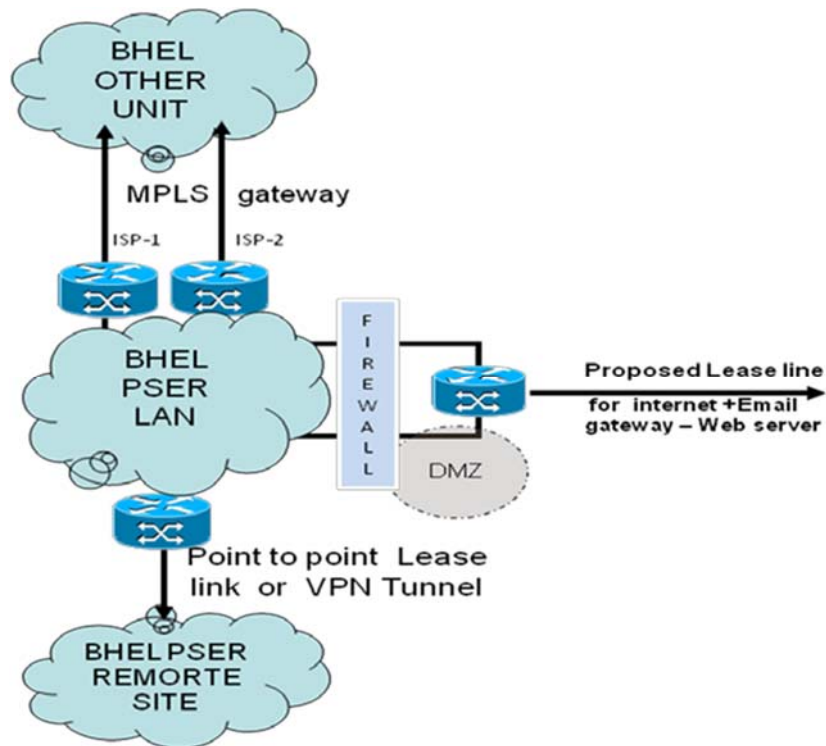 BHEL
OTHER
UNIT
MPLS gateway
ISP-1
ISP-2
BHEL
PSER
LAN
FIREWALL
Proposed Lease line
for internet +Email
gateway – Web server
DMZ
Point to point Lease
link or VPN Tunnel
BHEL PSER
REMORTE
SITE